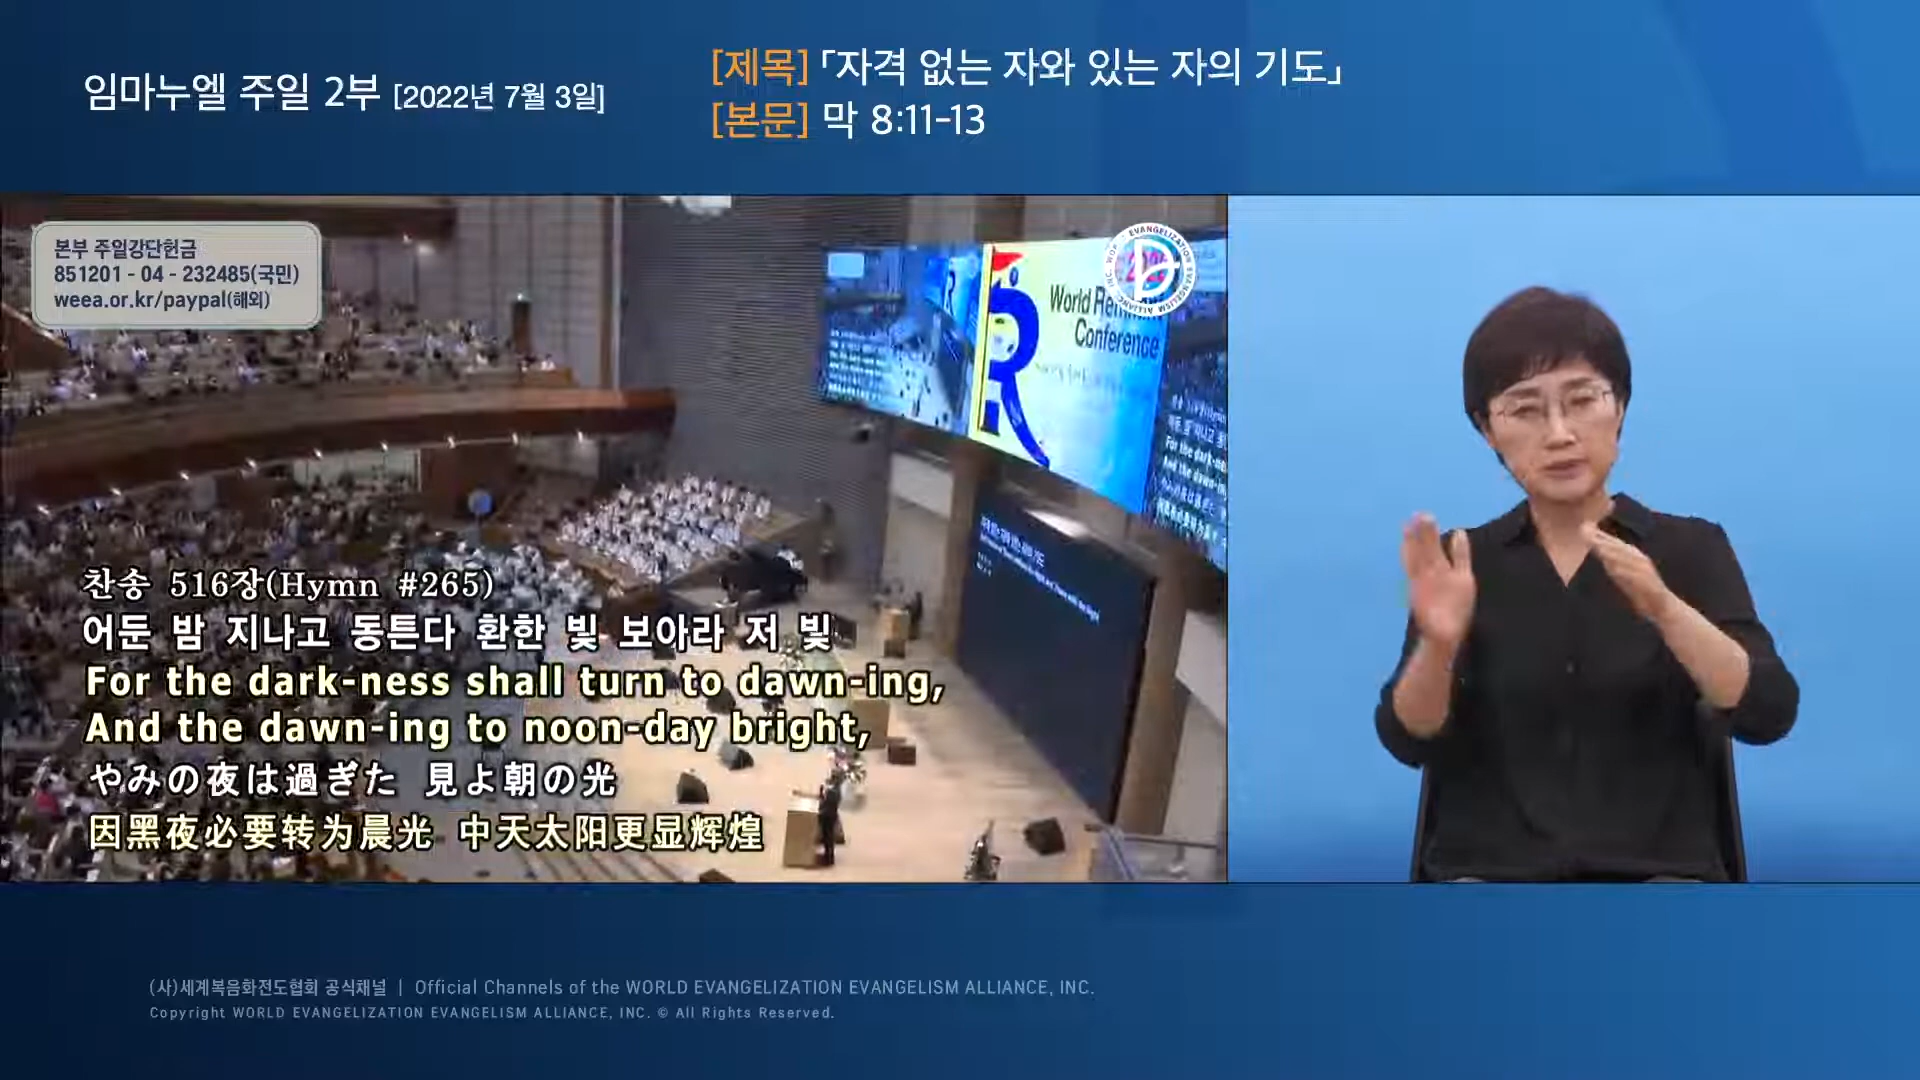 임마누엘 주일 2부 [2022년 7월 3일]
[제목] 「자격 없는 자와 있는 자의 기도」
[본문] 막 8:11-13
본부 주일강단헌금
851201 - 04 - 232485(국민)
weea.or.kr/paypal(해외)
World Remnant
Conference
찬송 516장(Hymn #265)
어둔 밤 지나고 동튼다 환한 빛 보아라 저 빛
For the dark-ness shall turn to dawn-ing,
And the dawn-ing to noon-day bright,
やみの夜は過ぎた 見よ朝の光
因黑夜必要转为晨光 中天太阳更显辉煌
(사)세계복음화전도협회 공식채널 | Official Channels of the WORLD EVANGELIZATION EVANGELISM ALLIANCE, INC.
Copyright WORLD EVANGELIZATION EVANGELISM ALLIANCE, INC. © All Rights Reserved.